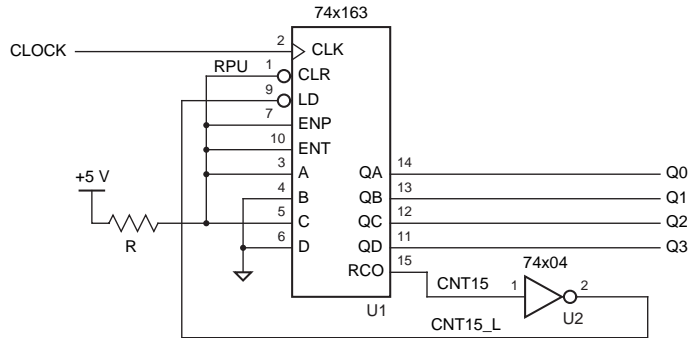 74x163
CLOCK
2
CLK
RPU
1
CLR
9
LD
7
ENP
10
ENT
3
A
QA
14
Q0
+5 V
4
B
QB
13
Q1
5
C
QC
12
Q2
R
6
D
QD
11
Q3
RCO
15
74x04
CNT15
1
2
U1
U2
CNT15_L